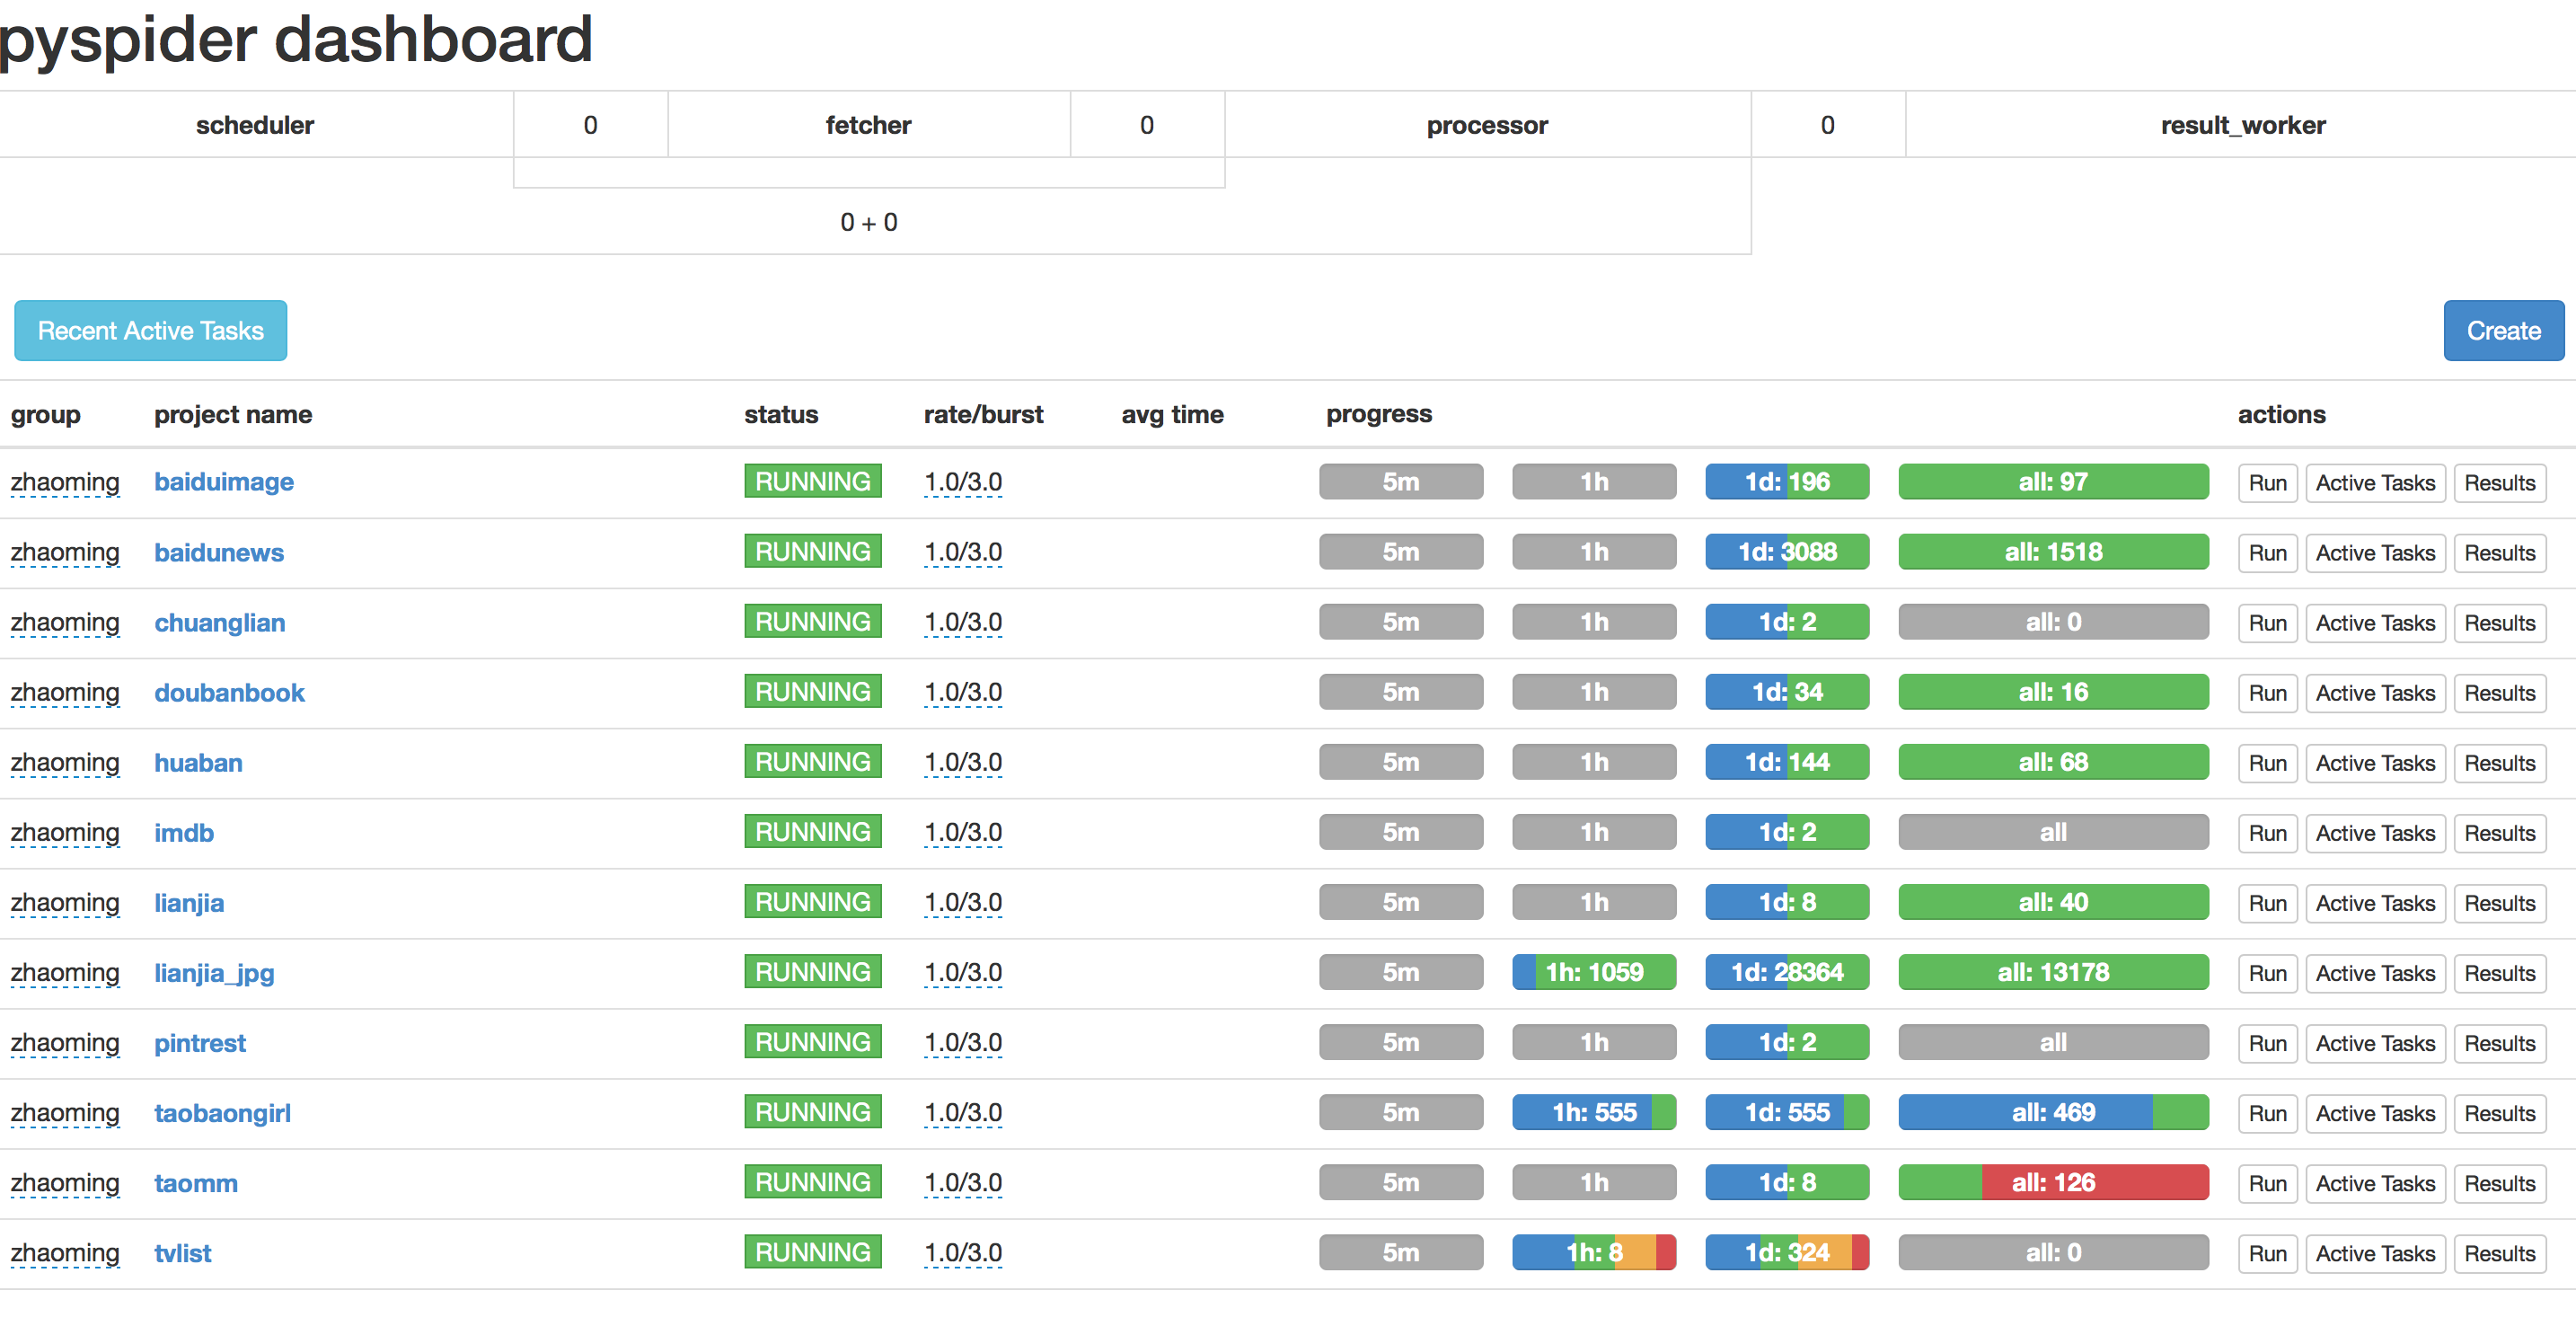 pyspider dashboard
scheduler 0 fetcher 0 processor 0 result_worker
0 + 0
Recent Active Tasks Create
group project name status rate/burst avg time progress actions
zhaoming baiduimage RUNNING 1.0/3.0 5m 1h 1d: 196 all: 97 Run Active Tasks Results
zhaoming baidunews RUNNING 1.0/3.0 5m 1h 1d: 3088 all: 1518 Run Active Tasks Results
zhaoming chuanglian RUNNING 1.0/3.0 5m 1h 1d: 2 all: 0 Run Active Tasks Results
zhaoming doubanbook RUNNING 1.0/3.0 5m 1h 1d: 34 all: 16 Run Active Tasks Results
zhaoming huaban RUNNING 1.0/3.0 5m 1h 1d: 144 all: 68 Run Active Tasks Results
zhaoming imdb RUNNING 1.0/3.0 5m 1h 1d: 2 all Run Active Tasks Results
zhaoming lianjia RUNNING 1.0/3.0 5m 1h 1d: 8 all: 40 Run Active Tasks Results
zhaoming lianjia_jpg RUNNING 1.0/3.0 5m 1h: 1059 1d: 28364 all: 13178 Run Active Tasks Results
zhaoming pintrest RUNNING 1.0/3.0 5m 1h 1d: 2 all Run Active Tasks Results
zhaoming taobaongirl RUNNING 1.0/3.0 5m 1h: 555 1d: 555 all: 469 Run Active Tasks Results
zhaoming taomm RUNNING 1.0/3.0 5m 1h 1d: 8 all: 126 Run Active Tasks Results
zhaoming tvlist RUNNING 1.0/3.0 5m 1h: 8 1d: 324 all: 0 Run Active Tasks Results